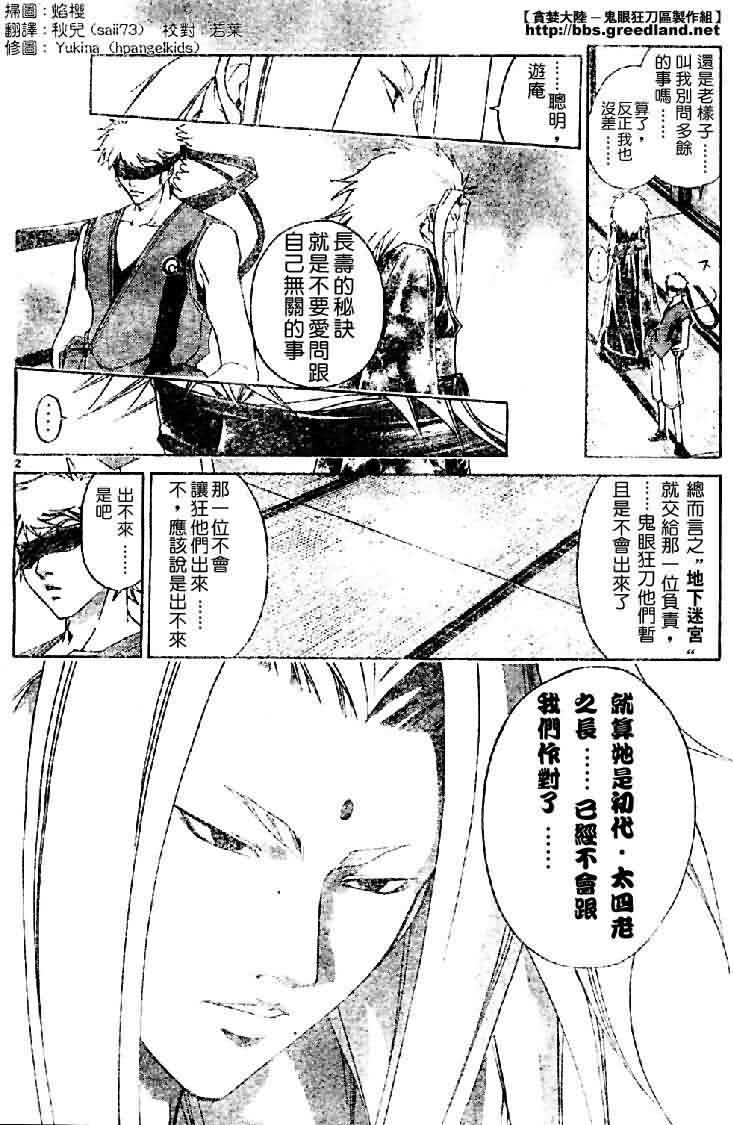 掃圖：焰櫻
翻譯：秋兒 (saii73) 校對：若葉
修圖： Yukina (hpangelkids)
【貪婪大陸－鬼眼狂刀區製作組】
http://bbs.greedland.net
還是老樣子
……
叫我別問多餘
的事嗎……
算了，
反正我也
沒差……
……
……聰明，
遊庵
長壽的秘訣
就是不要愛問跟
自己無關的事
……
2
總而言之"地下迷宮"
就交給那一位負責，
……鬼眼狂刀他們暫
且是不會出來了
那一位不會
讓狂他們出來……
不，應該說是出不來
出不來……
是吧
就算她是初代·太四老
之長……已經不會跟
我們作對了……